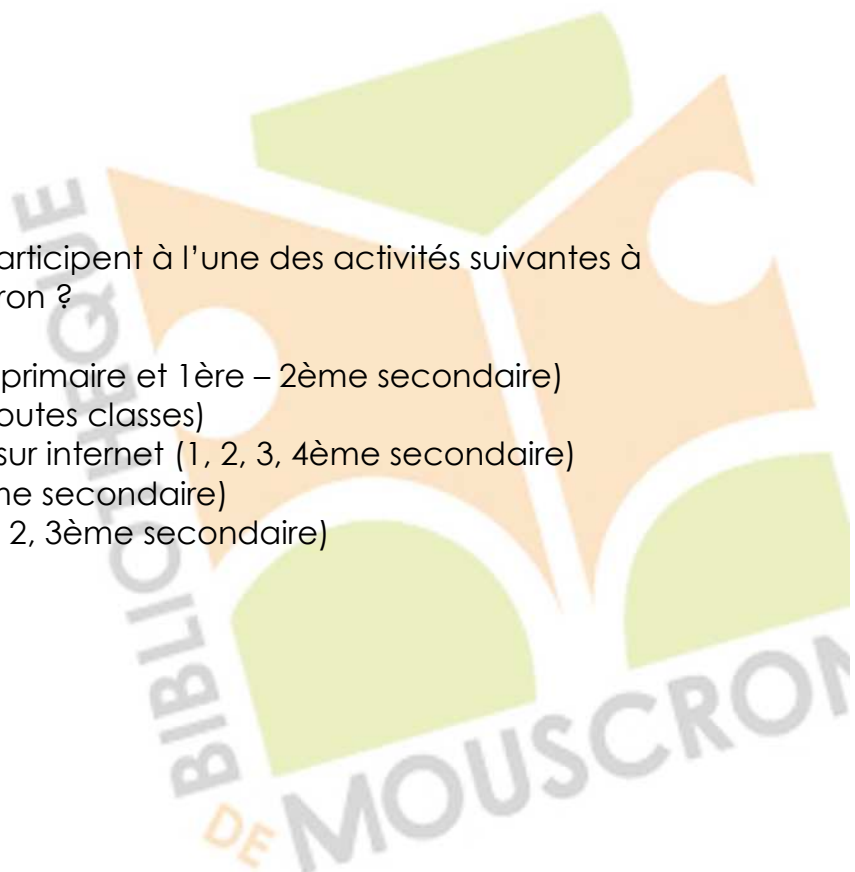 articipent à l’une des activités suivantes à
ron ?
primaire et 1ère – 2ème secondaire)
outes classes)
sur internet (1, 2, 3, 4ème secondaire)
me secondaire)
2, 3ème secondaire)
BIBLIOTHEQUE
DE MOUSCRON